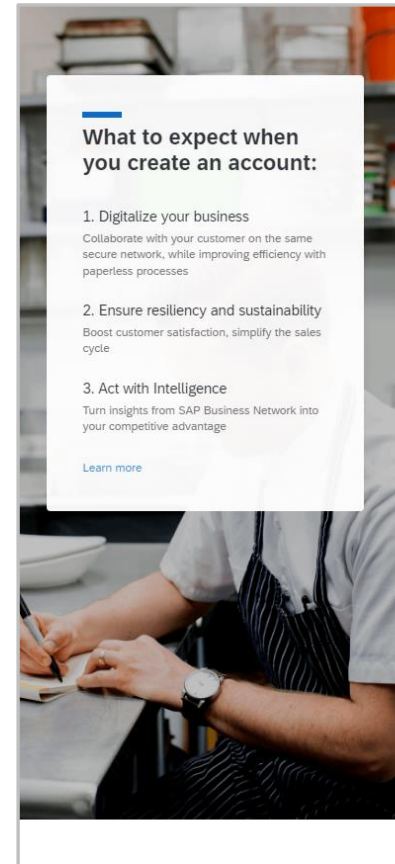 What to expect when
you create an account:
1. Digitalize your business
Collaborate with your customer on the same
secure network, while improving efficiency with
paperless processes
2. Ensure resiliency and sustainability
Boost customer satisfaction, simplify the sales
cycle
3. Act with Intelligence
Turn insights from SAP Business Network into
your competitive advantage
Learn more